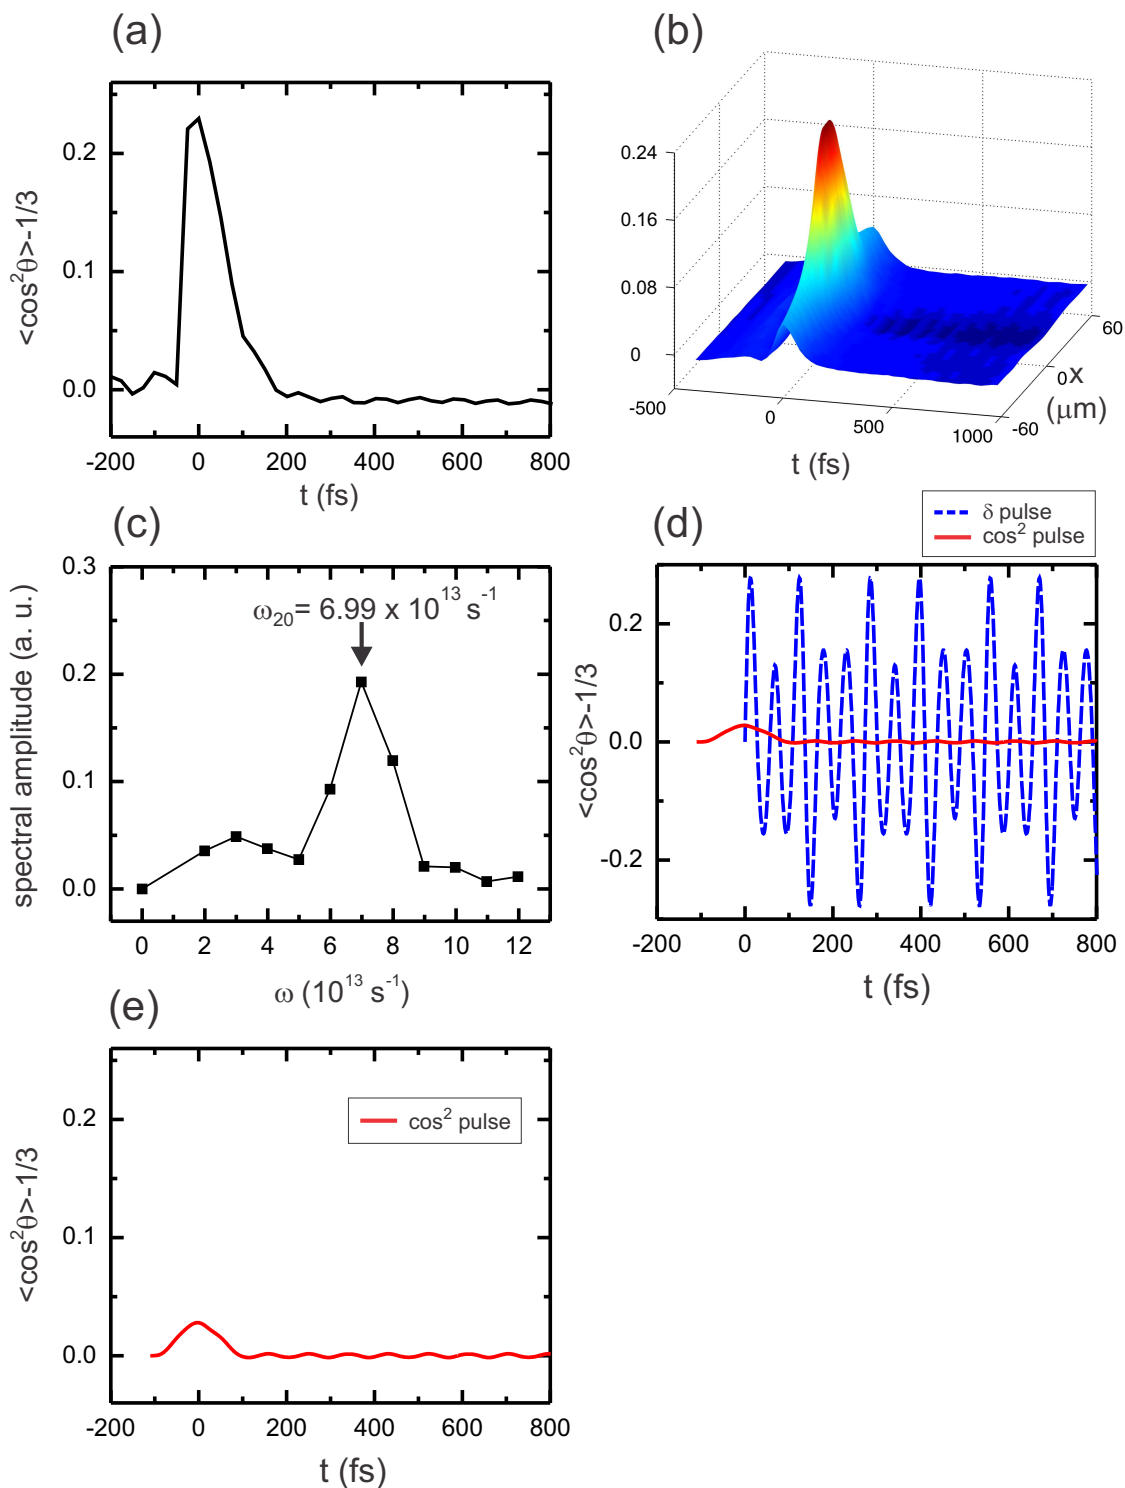 (a)
0.2
0.1
0.0
<cos²θ>-1/3
-200 0 200 400 600 800
t (fs)
(b)
0.24
0.16
0.08
0
-500 0 500 1000
t (fs)
60
0
-60
x
(μm)
(c)
0.3
0.2
0.1
0.0
spectral amplitude (a. u.)
ω₂₀= 6.99 x 10¹³ s⁻¹
0 2 4 6 8 10 12
ω (10¹³ s⁻¹)
(d)
δ pulse
cos² pulse
0.2
0.0
-0.2
<cos²θ>-1/3
-200 0 200 400 600 800
t (fs)
(e)
cos² pulse
0.2
0.1
0.0
<cos²θ>-1/3
-200 0 200 400 600 800
t (fs)